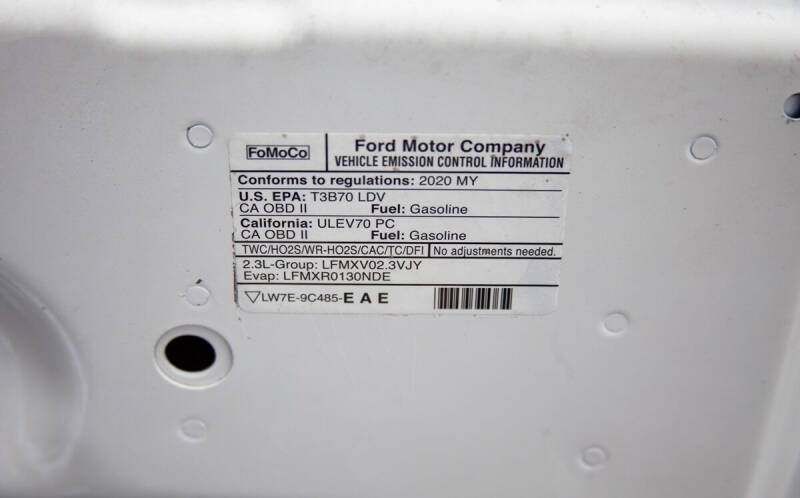 FoMoCo
Ford Motor Company
VEHICLE EMISSION CONTROL INFORMATION
Conforms to regulations: 2020 MY
U.S. EPA: T3B70 LDV
CA OBD II Fuel: Gasoline
California: ULEV70 PC
CA OBD II Fuel: Gasoline
TWC/HO2S/WR-HO2S/CAC/TC/DFI No adjustments needed.
2.3L-Group: LFMXV02.3VJY
Evap: LFMXR0130NDE
LW7E-9C485-E A E